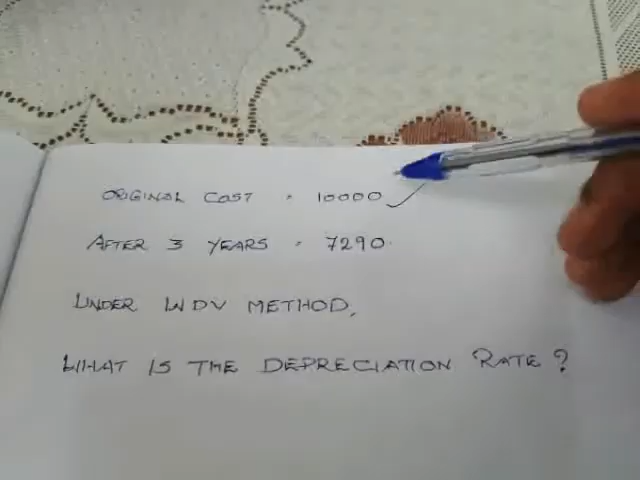 ORIGINAL COST = 10000
AFTER 3 YEARS = 7290
UNDER WDV METHOD,
WHAT IS THE DEPRECIATION RATE?